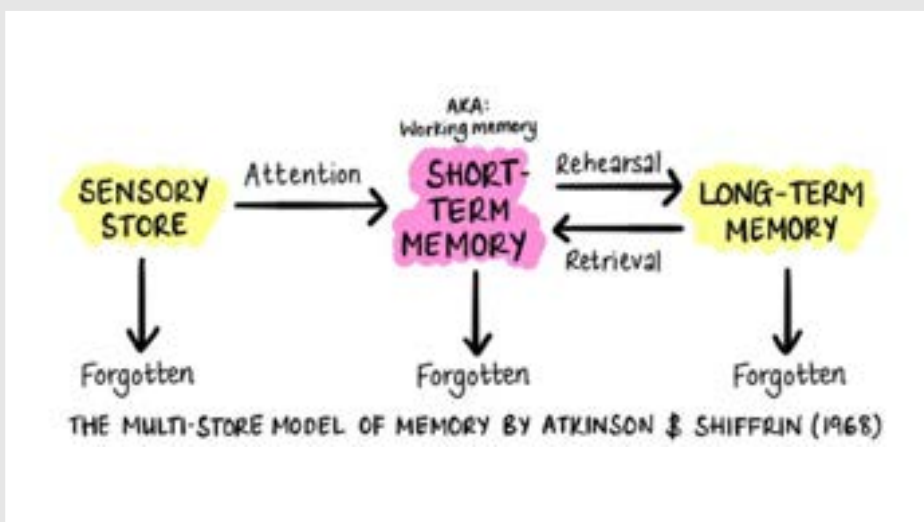 AKA:
Working memory
SENSORY
STORE
Attention
SHORT-
TERM
MEMORY
Rehearsal
Retrieval
LONG-TERM
MEMORY
Forgotten
Forgotten
Forgotten
THE MULTI-STORE MODEL OF MEMORY BY ATKINSON & SHIFFRIN (1968)